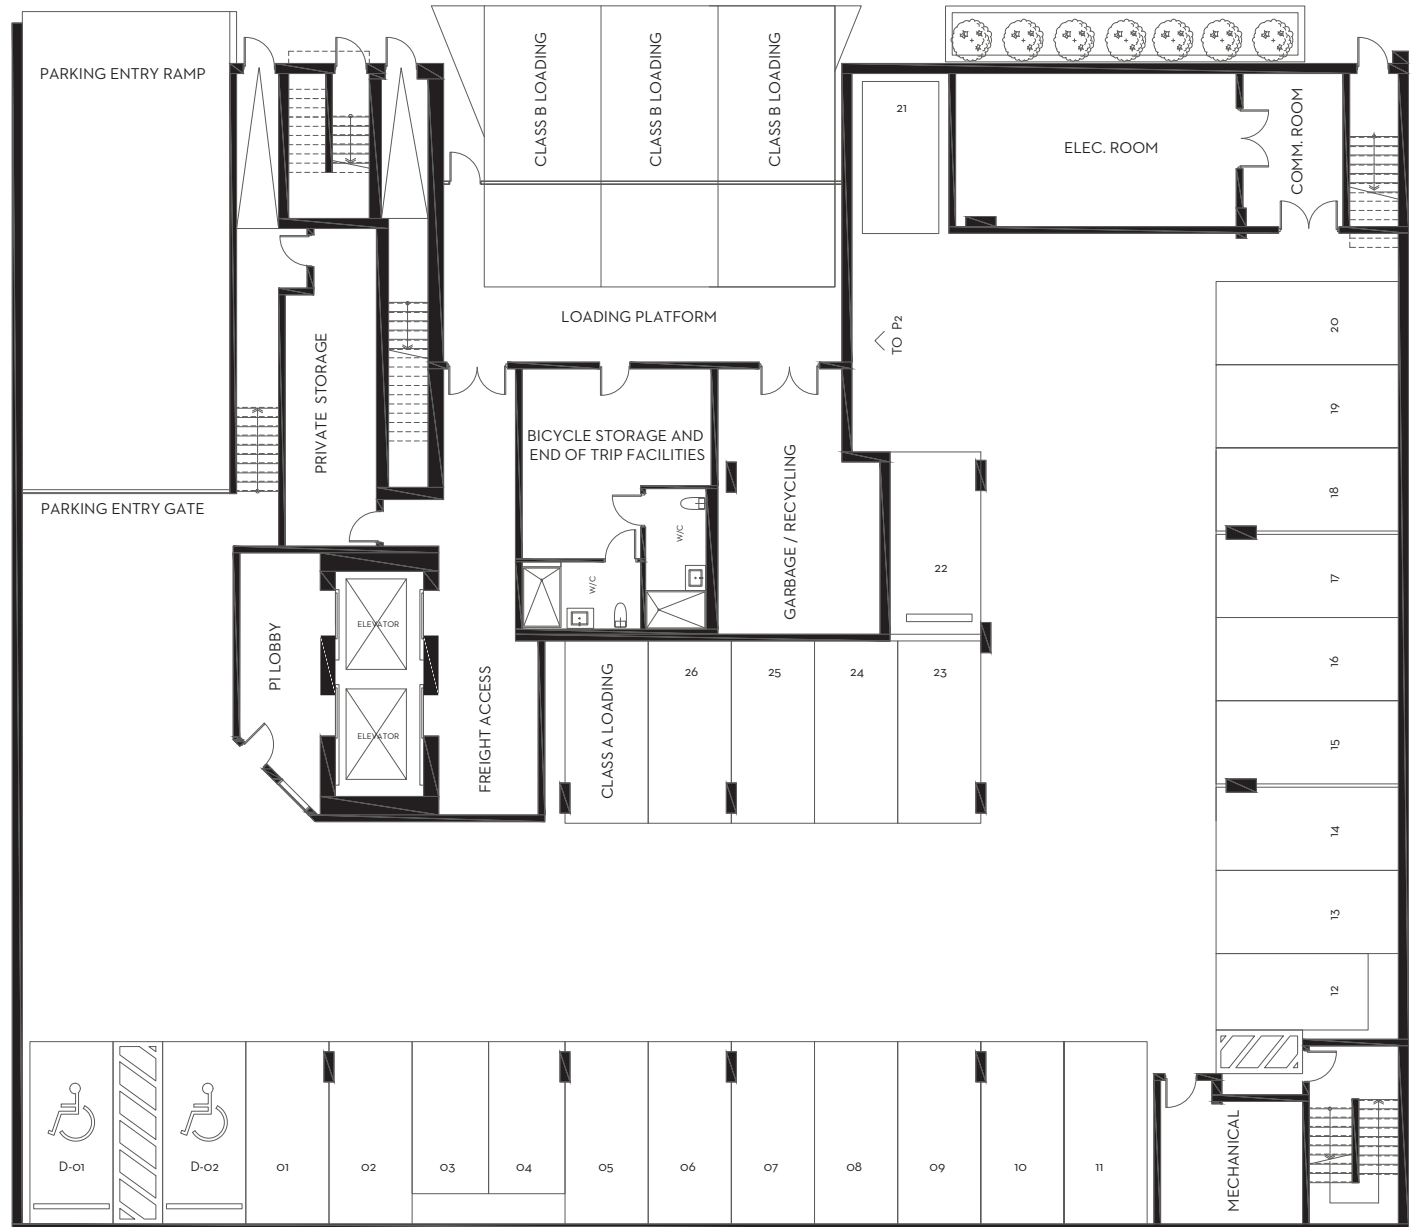 PARKING ENTRY RAMP
CLASS B LOADING
CLASS B LOADING
CLASS B LOADING
21
ELEC. ROOM
COMM. ROOM
LOADING PLATFORM
TO P2
20
PRIVATE STORAGE
19
BICYCLE STORAGE AND
END OF TRIP FACILITIES
GARBAGE / RECYCLING
18
PARKING ENTRY GATE
W/C
W/C
22
17
ELEVATOR
P1 LOBBY
16
FREIGHT ACCESS
CLASS A LOADING
26
25
24
23
ELEVATOR
15
14
13
12
D-01
D-02
01
02
03
04
05
06
07
08
09
10
11
MECHANICAL